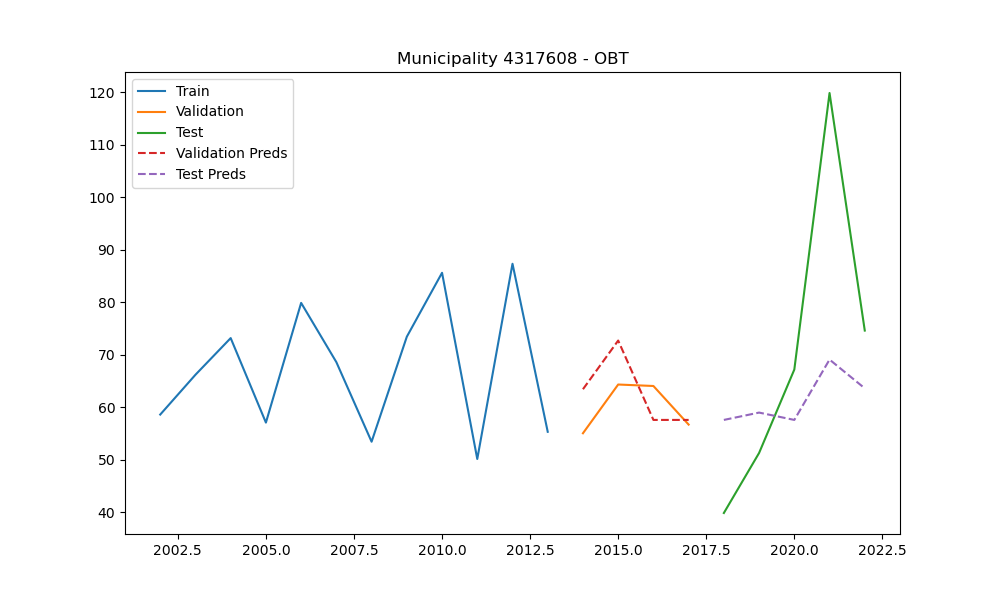 Municipality 4317608 - OBT
Train
Validation
Test
Validation Preds
Test Preds
120
110
100
90
80
70
60
50
40
2002.5 2005.0 2007.5 2010.0 2012.5 2015.0 2017.5 2020.0 2022.5